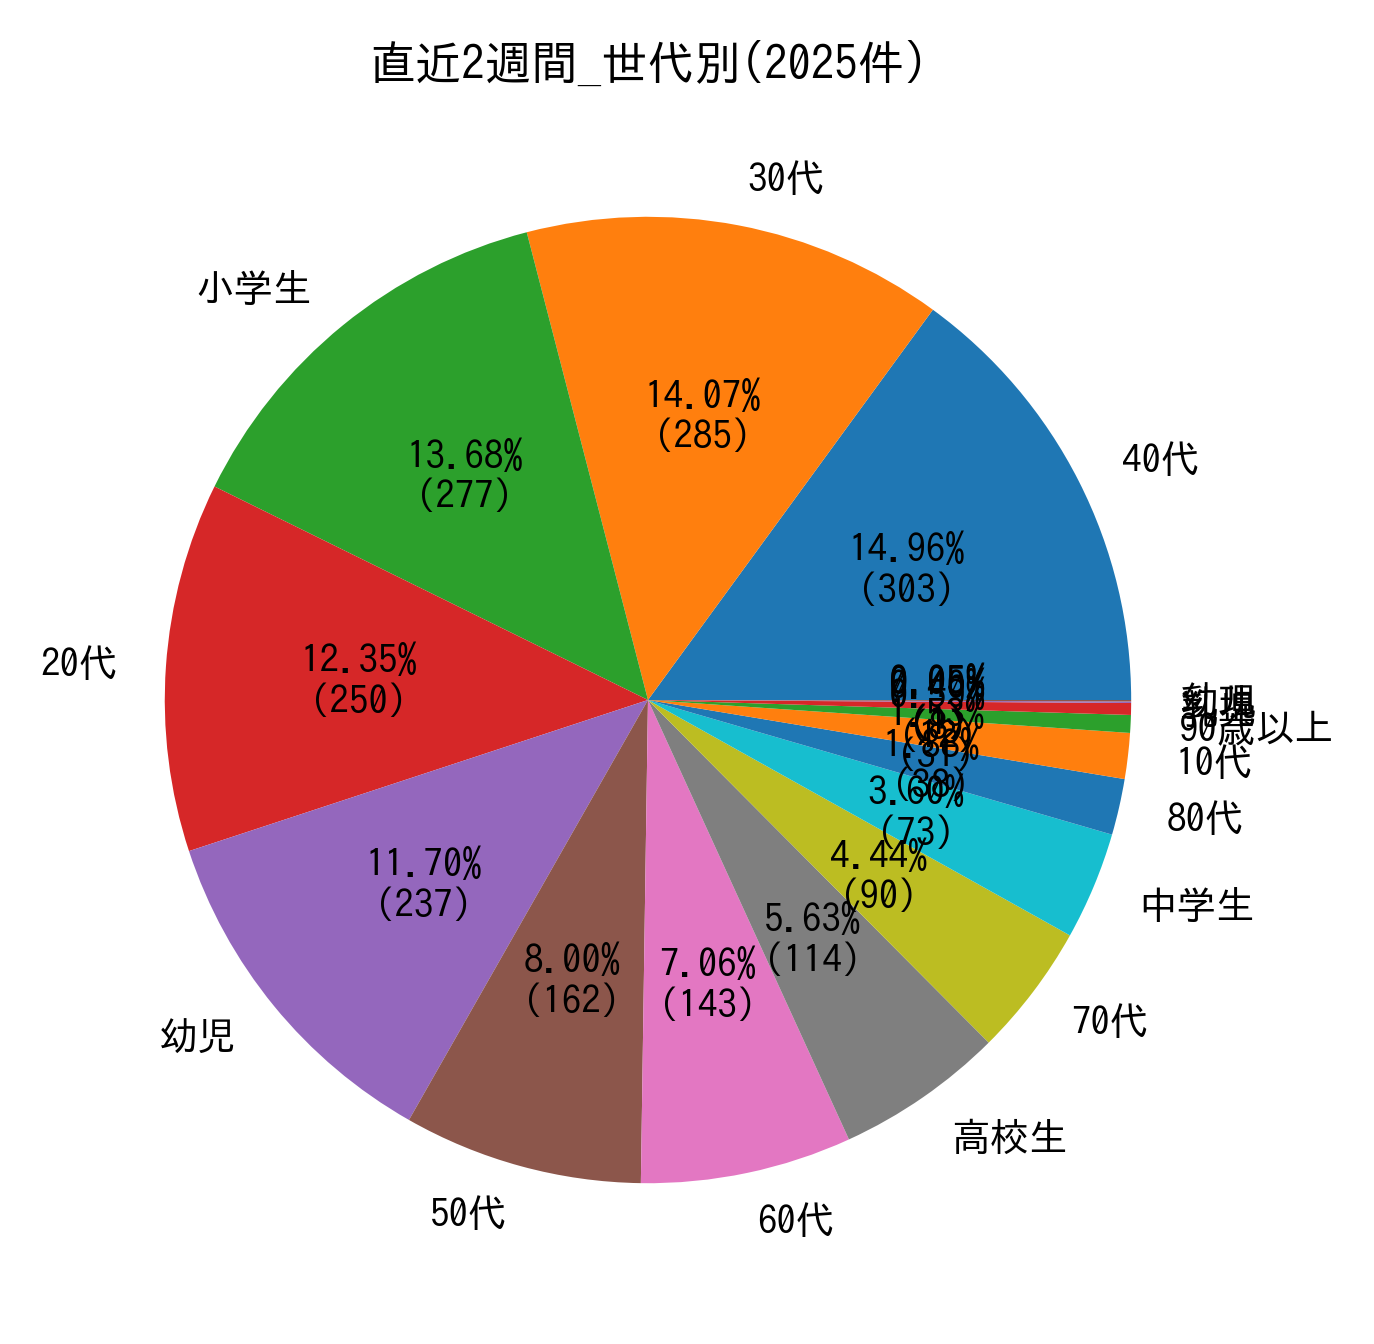 直近2週間_世代別(2025件)
30代
小学生
40代
14.07%
(285)
13.68%
(277)
14.96%
(303)
20代
12.35%
(250)
90歳以上
10代
80代
(38)
3.60%
(73)
4.44%
(90)
中学生
11.70%
(237)
5.63%
(114)
8.00%
(162)
7.06%
(143)
70代
幼児
高校生
50代
60代